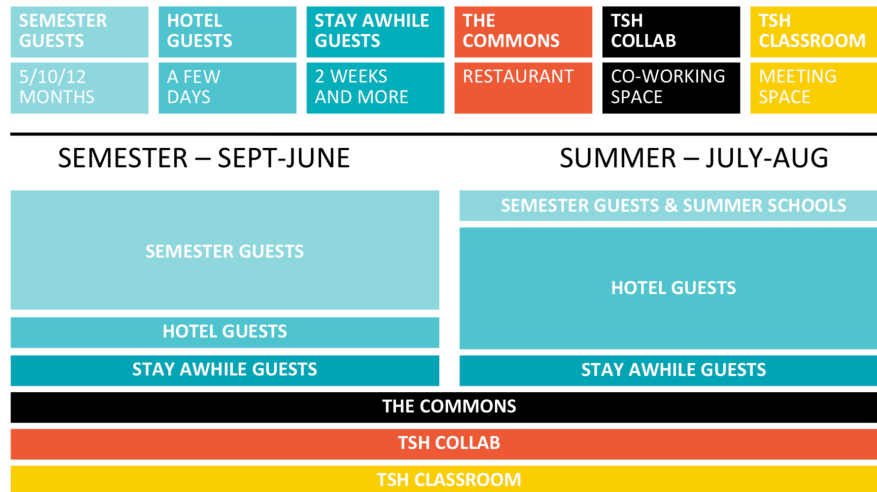 SEMESTER
GUESTS
HOTEL
GUESTS
STAY AWHILE
GUESTS
THE
COMMONS
TSH
COLLAB
TSH
CLASSROOM
5/10/12
MONTHS
A FEW
DAYS
2 WEEKS
AND MORE
RESTAURANT
CO-WORKING
SPACE
MEETING
SPACE
SEMESTER – SEPT-JUNE
SUMMER – JULY-AUG
SEMESTER GUESTS
HOTEL GUESTS
STAY AWHILE GUESTS
SEMESTER GUESTS & SUMMER SCHOOLS
HOTEL GUESTS
STAY AWHILE GUESTS
THE COMMONS
TSH COLLAB
TSH CLASSROOM